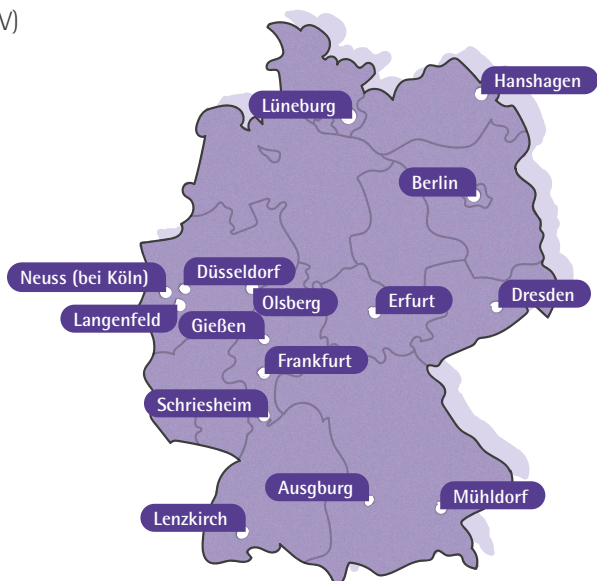 V)
Hanshagen
Lüneburg
Berlin
Neuss (bei Köln)
Düsseldorf
Olsberg
Erfurt
Dresden
Langenfeld
Gießen
Frankfurt
Schriesheim
Ausgburg
Mühldorf
Lenzkirch